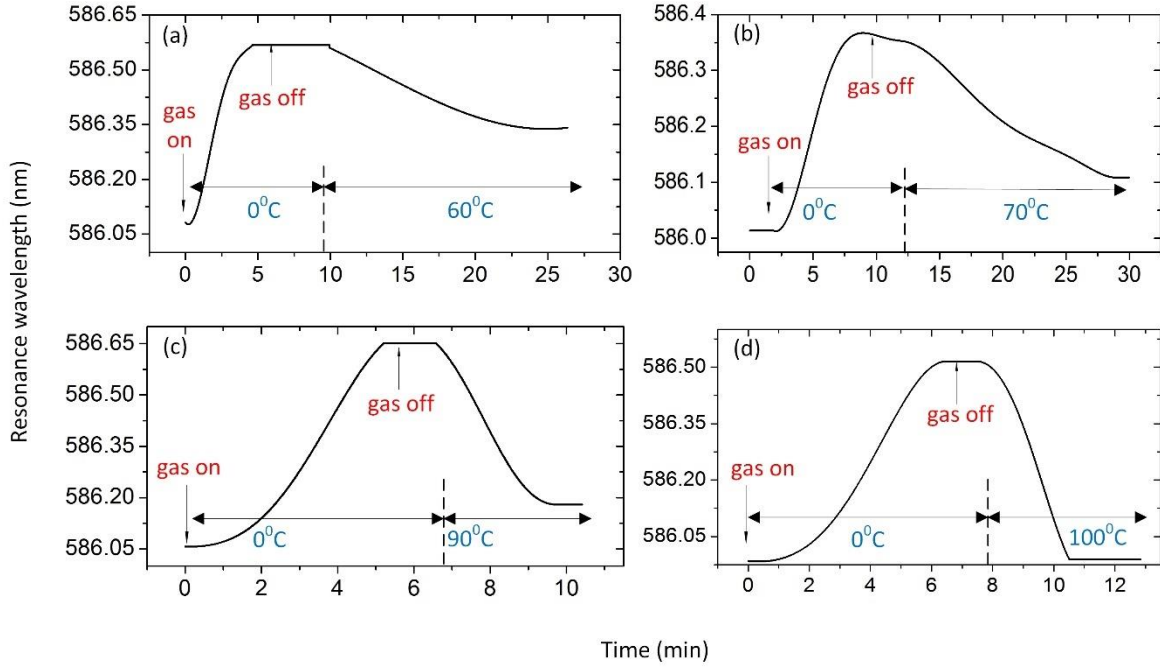 Resonance wavelength (nm)
(a)
586.50
586.35
586.20
586.05
gas
on
gas off
0⁰C
60⁰C
0 5 10 15 20 25 30
(b)
586.4
586.3
586.2
586.1
586.0
gas on
gas off
0⁰C
70⁰C
0 5 10 15 20 25 30
(c)
586.65
586.50
586.35
586.20
586.05
gas on
gas off
0⁰C
90⁰C
0 2 4 6 8 10
(d)
586.50
586.35
586.20
586.05
gas on
gas off
0⁰C
100⁰C
0 2 4 6 8 10 12
Time (min)